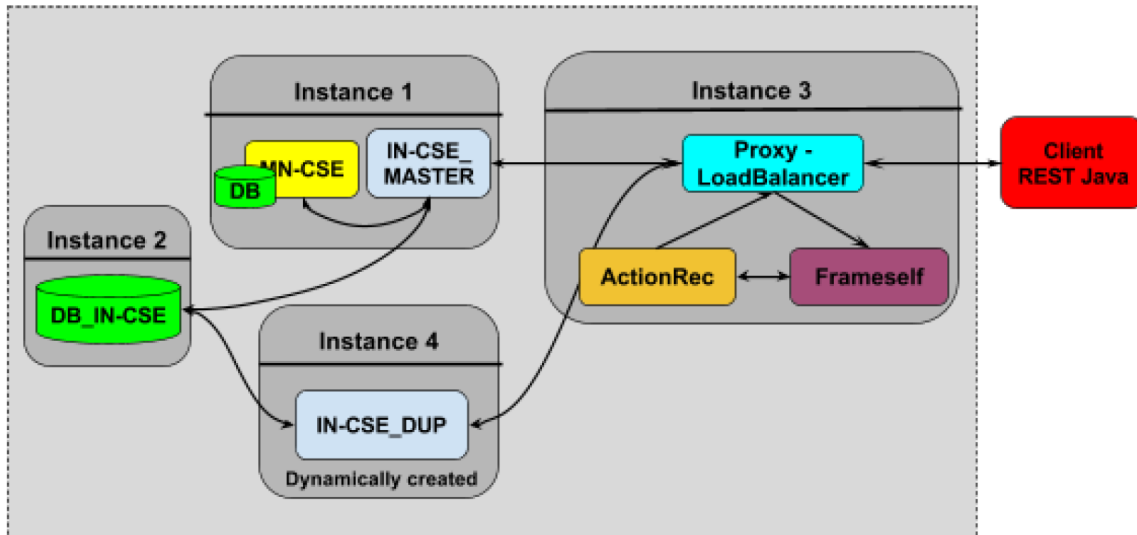 Instance 1
MN-CSE
DB
IN-CSE_
MASTER
Instance 2
DB_IN-CSE
Instance 3
Proxy -
LoadBalancer
ActionRec
Frameself
Client
REST Java
Instance 4
IN-CSE_DUP
Dynamically created